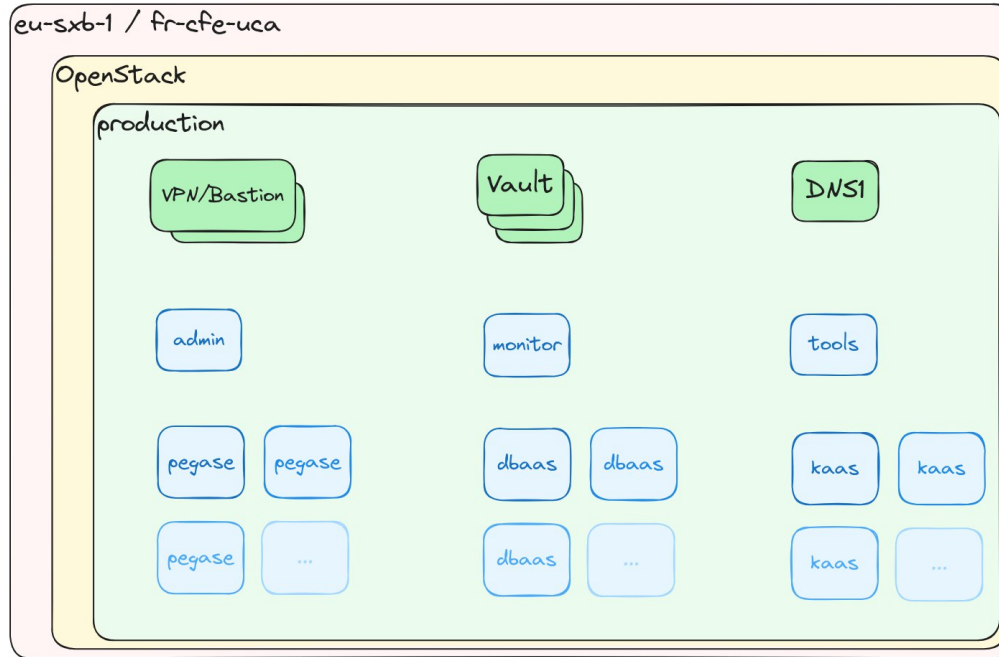 eu-sxb-1 / fr-cfe-uca
OpenStack
production
VPN/Bastion
Vault
DNS1
admin
monitor
tools
pegase pegase
dbaas dbaas
kaas kaas
pegase ...
dbaas ...
kaas ...